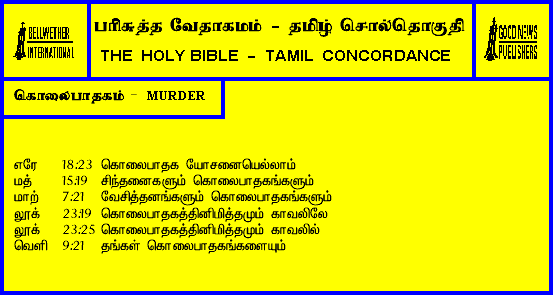 BELLWETHER
INTERNATIONAL
பரிசுத்த வேதாகமம் - தமிழ் சொல்தொகுதி
THE HOLY BIBLE - TAMIL CONCORDANCE
GOOD NEWS
PUBLISHERS
கொலைபாதகம் - MURDER
எரே 18:23 கொலைபாதக யோசனையெல்லாம்
மத் 15:19 சிந்தனைகளும் கொலைபாதகங்களும்
மாற் 7:21 வேசித்தனங்களும் கொலைபாதகங்களும்
லூக் 23:19 கொலைபாதகத்தினிமித்தமும் காவலிலே
லூக் 23:25 கொலைபாதகத்தினிமித்தமும் காவலில்
வெளி 9:21 தங்கள் கொலைபாதகங்களையும்